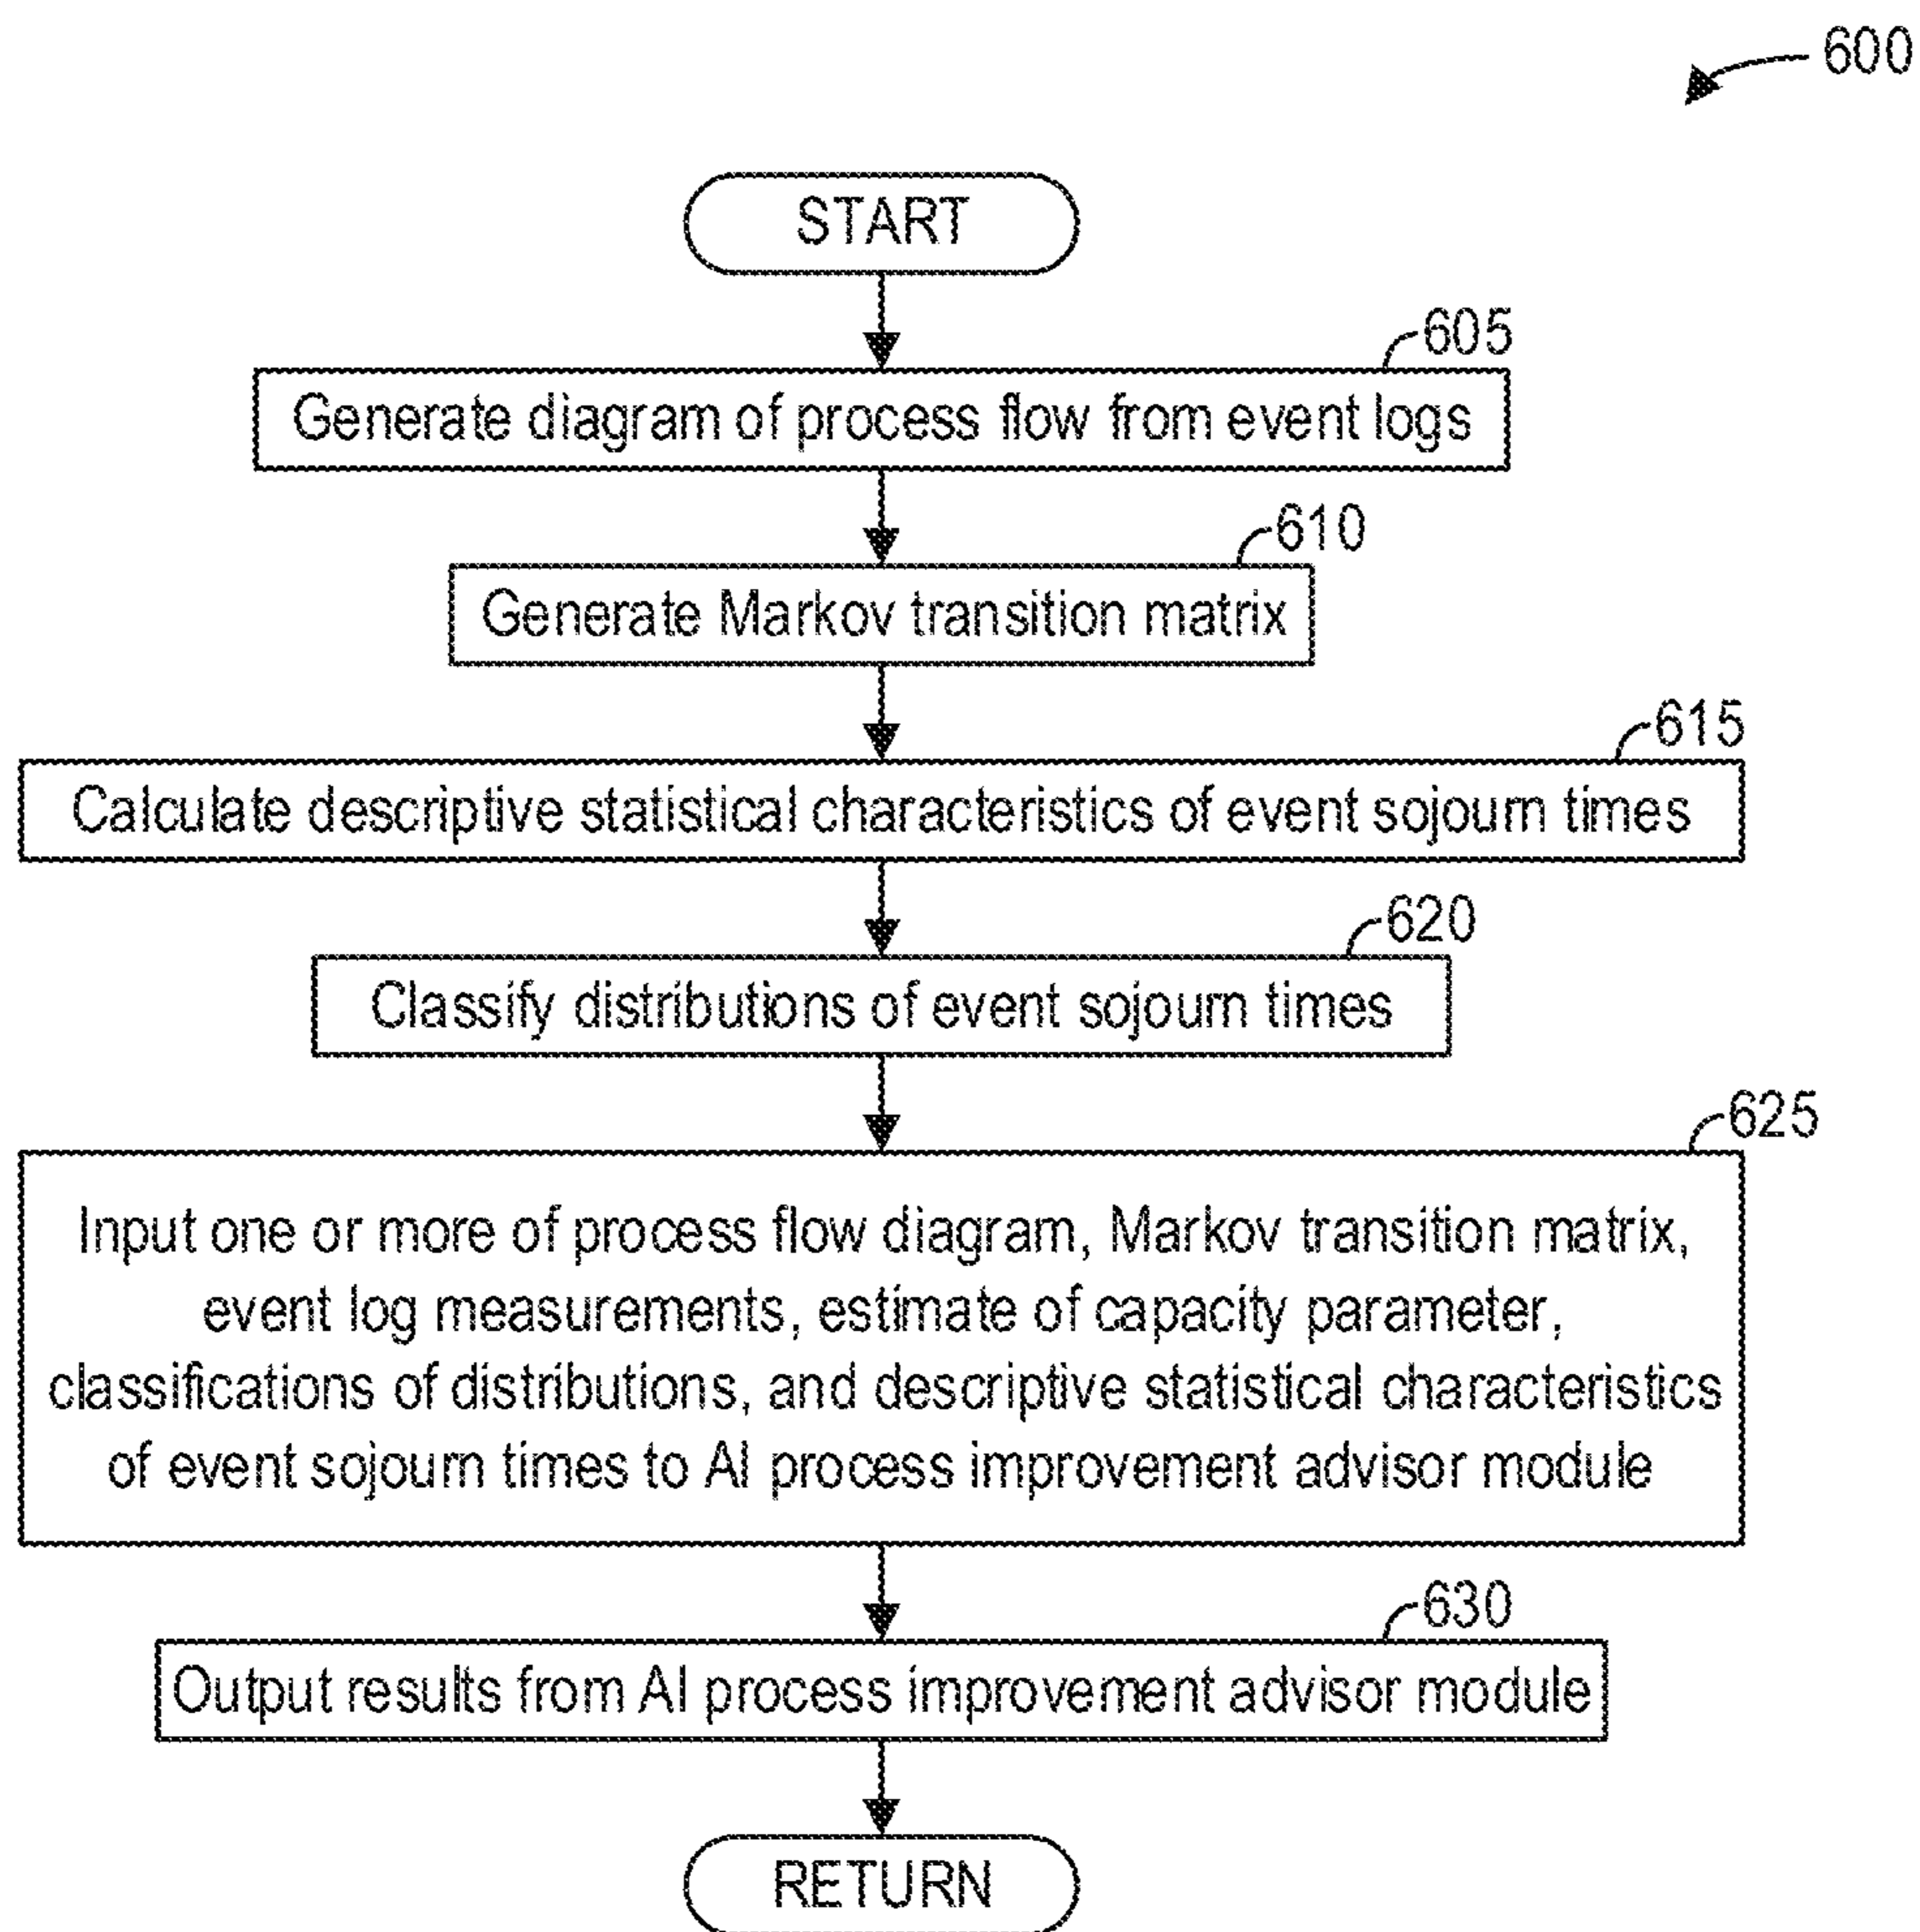 600
START
605
Generate diagram of process flow from event logs
610
Generate Markov transition matrix
615
Calculate descriptive statistical characteristics of event sojourn times
620
Classify distributions of event sojourn times
625
Input one or more of process flow diagram, Markov transition matrix,
event log measurements, estimate of capacity parameter,
classifications of distributions, and descriptive statistical characteristics
of event sojourn times to AI process improvement advisor module
630
Output results from AI process improvement advisor module
RETURN